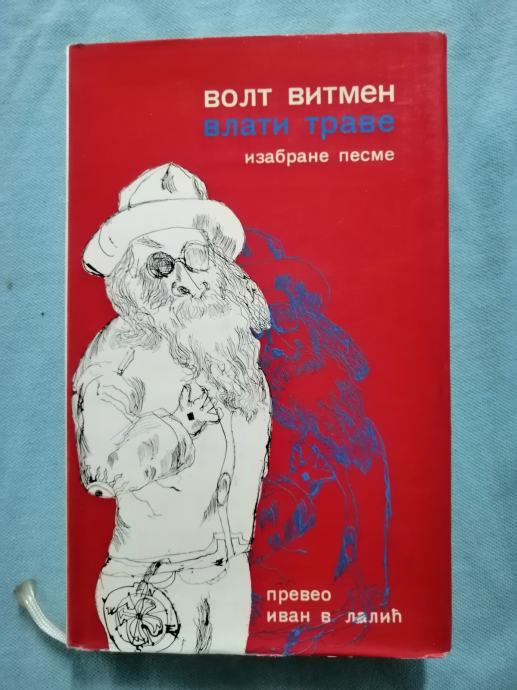 волт витмен
влати траве
изабране песме
превео
иван в. лалић